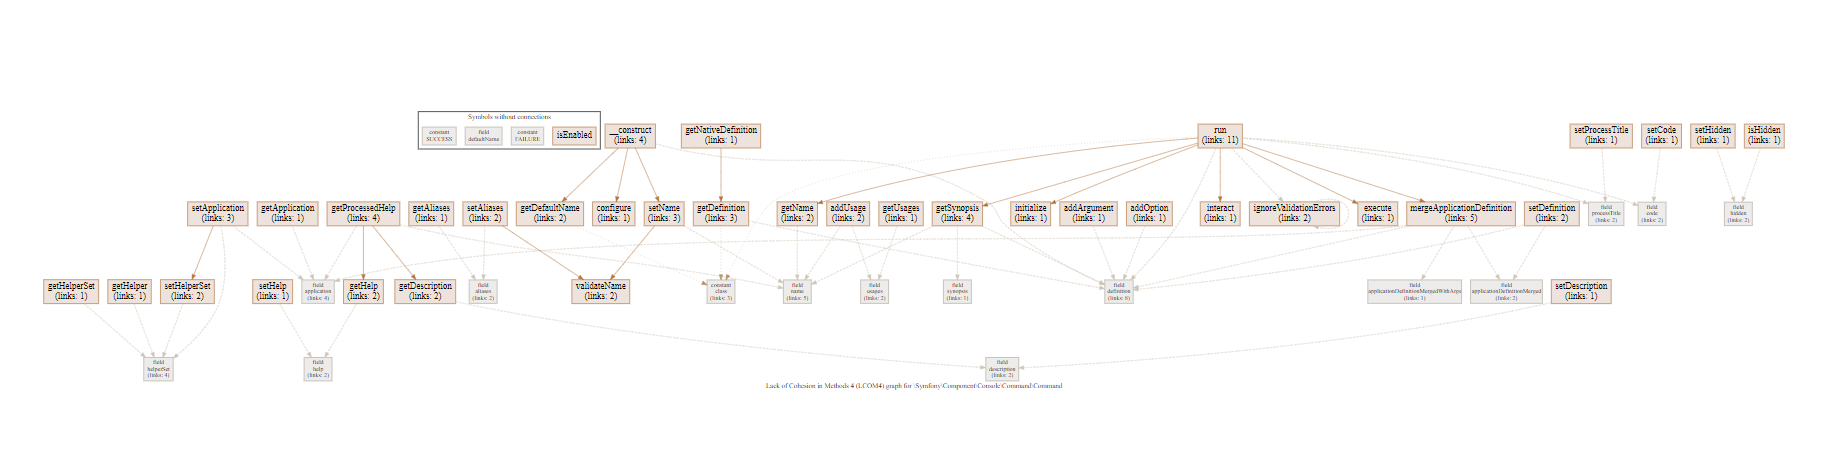 Symbols without connections
constant
SUCCESS
field
defaultName
constant
FAILURE
isEnabled
__construct
(links: 4)
getNativeDefinition
(links: 1)
run
(links: 11)
setProcessTitle
(links: 1)
setCode
(links: 1)
setHidden
(links: 1)
isHidden
(links: 1)
setApplication
(links: 3)
getApplication
(links: 1)
getProcessedHelp
(links: 4)
getAliases
(links: 1)
setAliases
(links: 2)
getDefaultName
(links: 2)
configure
(links: 1)
setName
(links: 3)
getDefinition
(links: 3)
getName
(links: 2)
addUsage
(links: 2)
getUsages
(links: 1)
getSynopsis
(links: 4)
initialize
(links: 1)
addArgument
(links: 1)
addOption
(links: 1)
interact
(links: 1)
ignoreValidationErrors
(links: 2)
execute
(links: 1)
mergeApplicationDefinition
(links: 5)
setDefinition
(links: 2)
field
processTitle
(links: 2)
field
code
(links: 2)
field
hidden
(links: 2)
getHelperSet
(links: 1)
getHelper
(links: 1)
setHelperSet
(links: 2)
setHelp
(links: 1)
field
application
(links: 4)
getHelp
(links: 2)
getDescription
(links: 2)
field
aliases
(links: 2)
validateName
(links: 2)
constant
class
(links: 3)
field
name
(links: 5)
field
usages
(links: 2)
field
synopsis
(links: 1)
field
definition
(links: 8)
field
applicationDefinitionMergedWithArgs
(links: 1)
field
applicationDefinitionMerged
(links: 2)
setDescription
(links: 1)
field
helperSet
(links: 4)
field
help
(links: 2)
field
description
(links: 2)
Lack of Cohesion in Methods 4 (LCOM4) graph for \Symfony\Component\Console\Command\Command